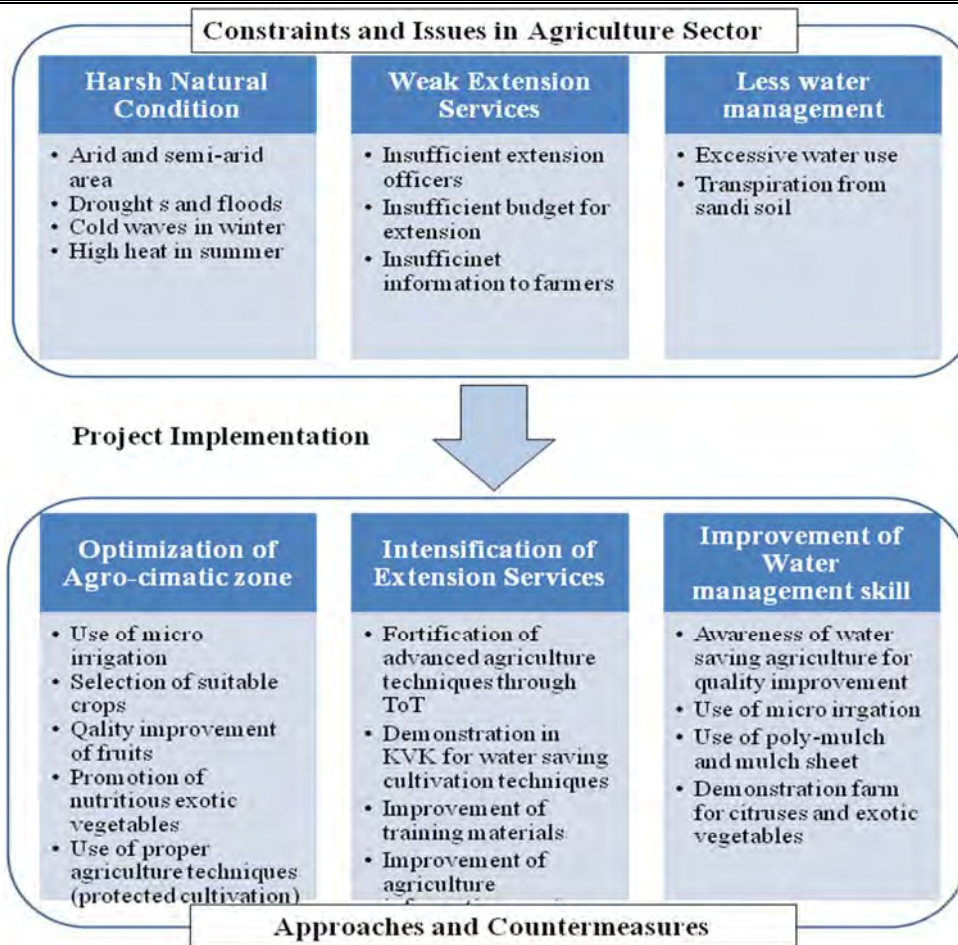 Constraints and Issues in Agriculture Sector
Harsh Natural
Condition
• Arid and semi-arid
area
• Drought s and floods
• Cold waves in winter
• High heat in summer
Weak Extension
Services
• Insufficient extension
officers
• Insufficient budget for
extension
• Insufficinet
information to farmers
Less water
management
• Excessive water use
• Transpiration from
sandi soil
Project Implementation
Optimization of
Agro-cimatic zone
• Use of micro
irrigation
• Selection of suitable
crops
• Qality improvement
of fruits
• Promotion of
nutritious exotic
vegetables
• Use of proper
agriculture techniques
(protected cultivation)
Intensification of
Extension Services
• Fortification of
advanced agriculture
techniques through
ToT
• Demonstration in
KVK for water saving
cultivation techniques
• Improvement of
training materials
• Improvement of
agriculture
Improvement of
Water
management skill
• Awareness of water
saving agriculture for
quality improvement
• Use of micro irrgation
• Use of poly-mulch
and mulch sheet
• Demonstration farm
for citruses and exotic
vegetables
Approaches and Countermeasures